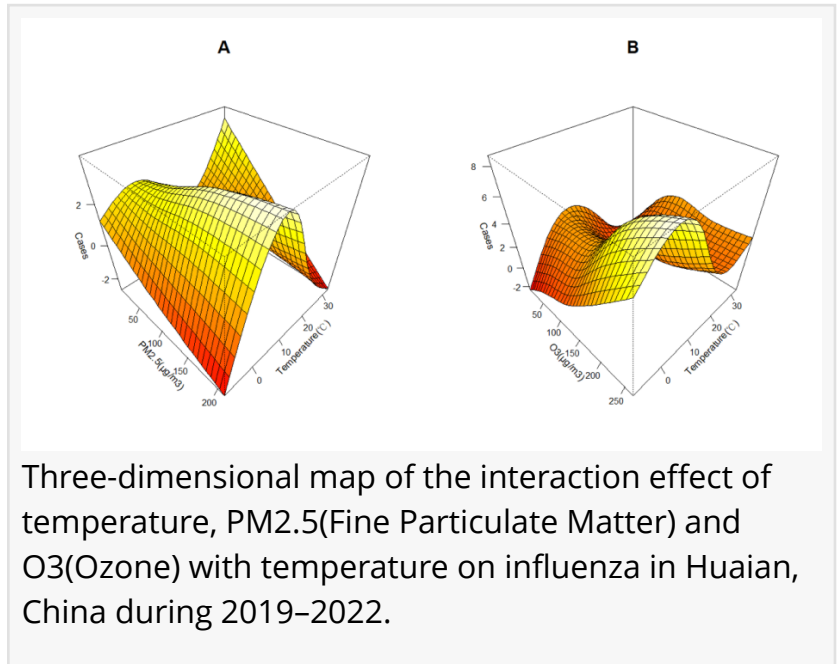 A
B
2
0
-2
Cases
50
100
150
200
PM2.5(μg/m3)
0
10
20
30
Temperature(℃)
8
6
4
2
0
-2
Cases
50
100
150
200
250
O3(μg/m3)
0
10
20
30
Temperature(℃)
Three-dimensional map of the interaction effect of
temperature, PM2.5(Fine Particulate Matter) and
O3(Ozone) with temperature on influenza in Huaian,
China during 2019–2022.